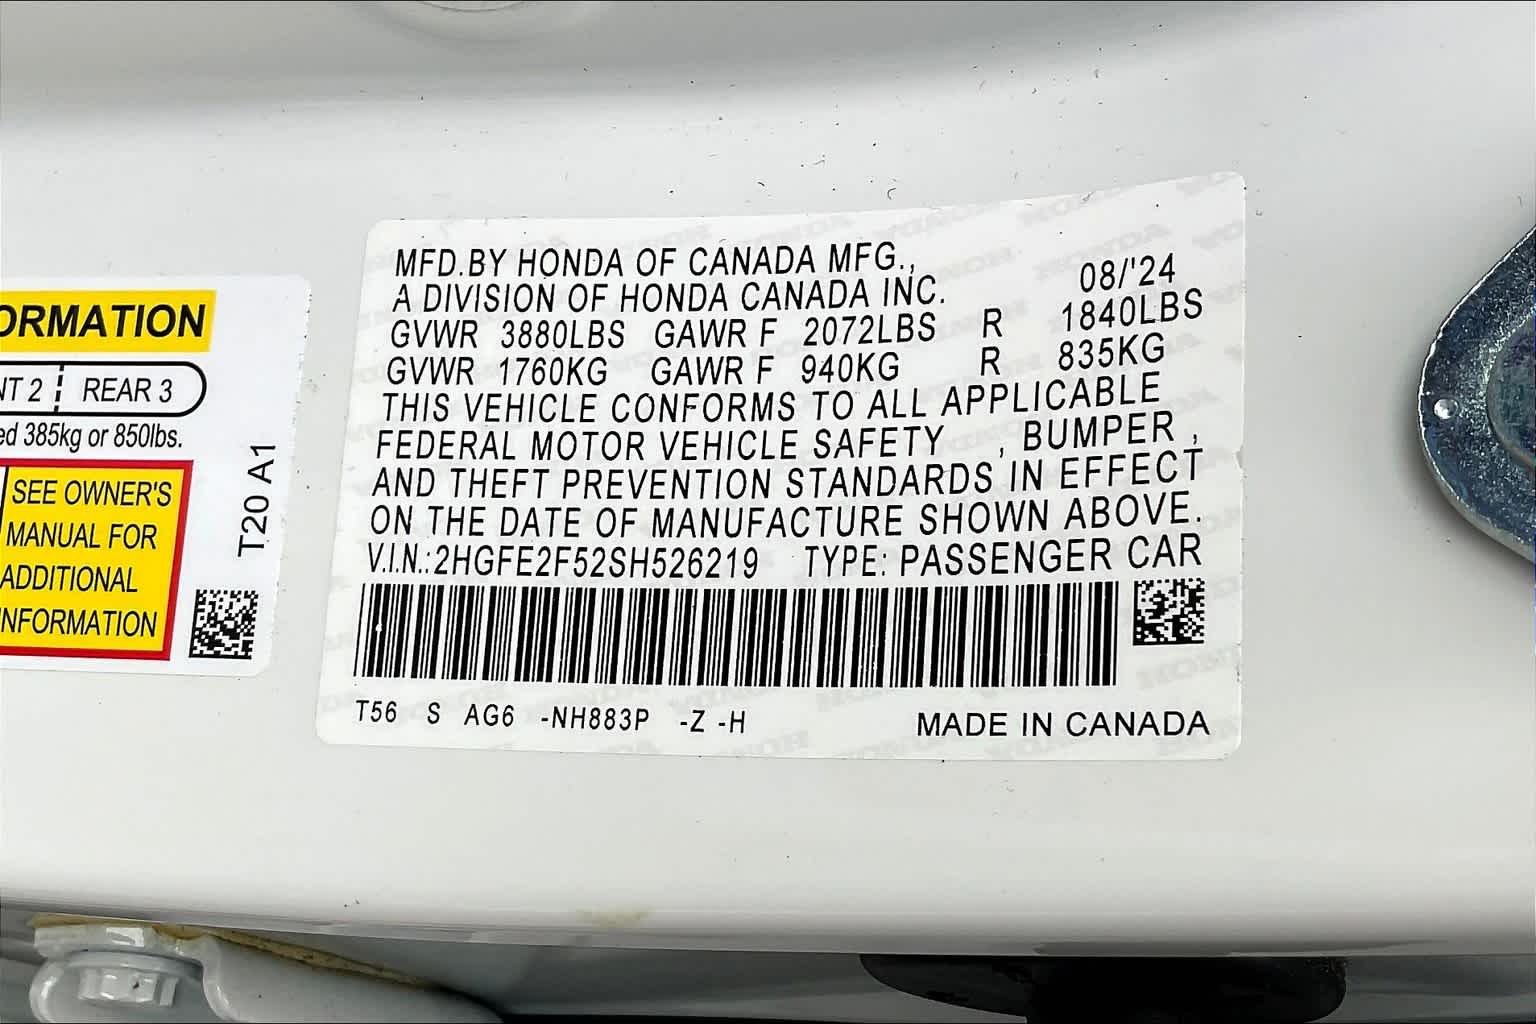 ORMATION
NT 2 REAR 3
ed 385kg or 850lbs.
SEE OWNER'S
MANUAL FOR
ADDITIONAL
INFORMATION
T20 A1
MFD.BY HONDA OF CANADA MFG.,
A DIVISION OF HONDA CANADA INC. 08/'24
GVWR 3880LBS GAWR F 2072LBS R 1840LBS
GVWR 1760KG GAWR F 940KG R 835KG
THIS VEHICLE CONFORMS TO ALL APPLICABLE
FEDERAL MOTOR VEHICLE SAFETY , BUMPER ,
AND THEFT PREVENTION STANDARDS IN EFFECT
ON THE DATE OF MANUFACTURE SHOWN ABOVE.
V.I.N.:2HGFE2F52SH526219 TYPE: PASSENGER CAR
T56 S AG6 -NH883P -Z -H MADE IN CANADA